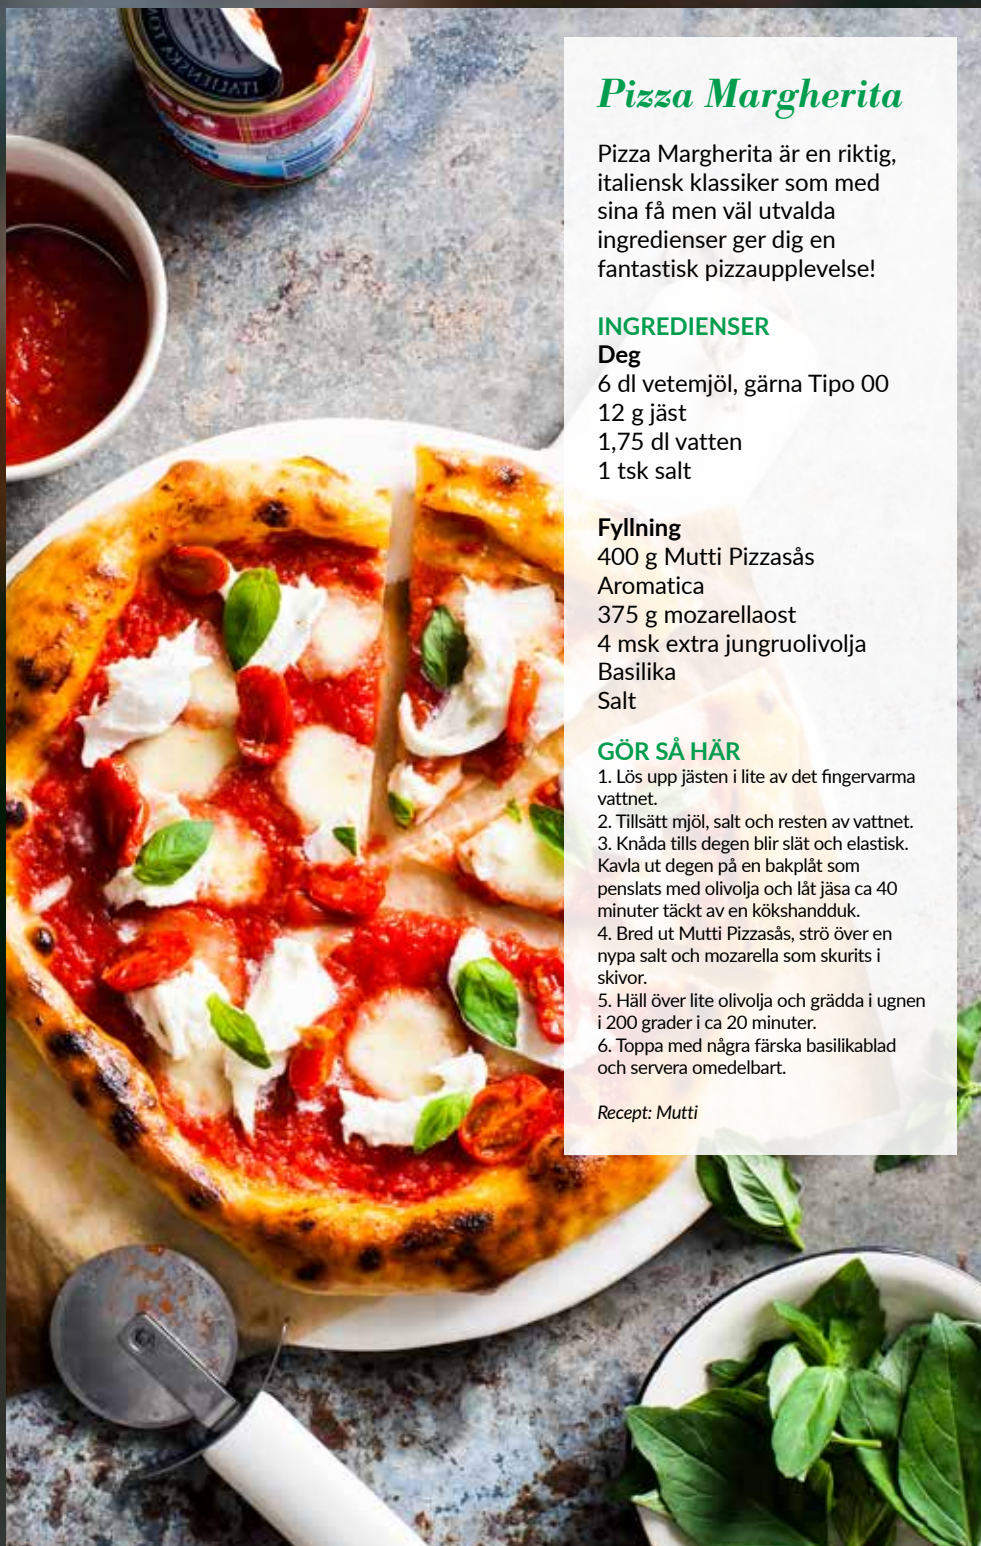 ITALIENSKA
Pizza Margherita
Pizza Margherita är en riktig,
italiensk klassiker som med
sina få men väl utvalda
ingredienser ger dig en
fantastisk pizzaupplevelse!
INGREDIENSER
Deg
6 dl vetemjöl, gärna Tipo 00
12 g jäst
1,75 dl vatten
1 tsk salt
Fyllning
400 g Mutti Pizzasås
Aromatica
375 g mozarellaost
4 msk extra jungruolivolja
Basilika
Salt
GÖR SÅ HÄR
1. Lös upp jästen i lite av det fingervarma
vattnet.
2. Tillsätt mjöl, salt och resten av vattnet.
3. Knåda tills degen blir slät och elastisk.
Kavla ut degen på en bakplåt som
penslats med olivolja och låt jäsa ca 40
minuter täckt av en kökshandduk.
4. Bred ut Mutti Pizzasås, strö över en
nypa salt och mozarella som skurits i
skivor.
5. Häll över lite olivolja och grädda i ugnen
i 200 grader i ca 20 minuter.
6. Toppa med några färska basilikablad
och servera omedelbart.
Recept: Mutti